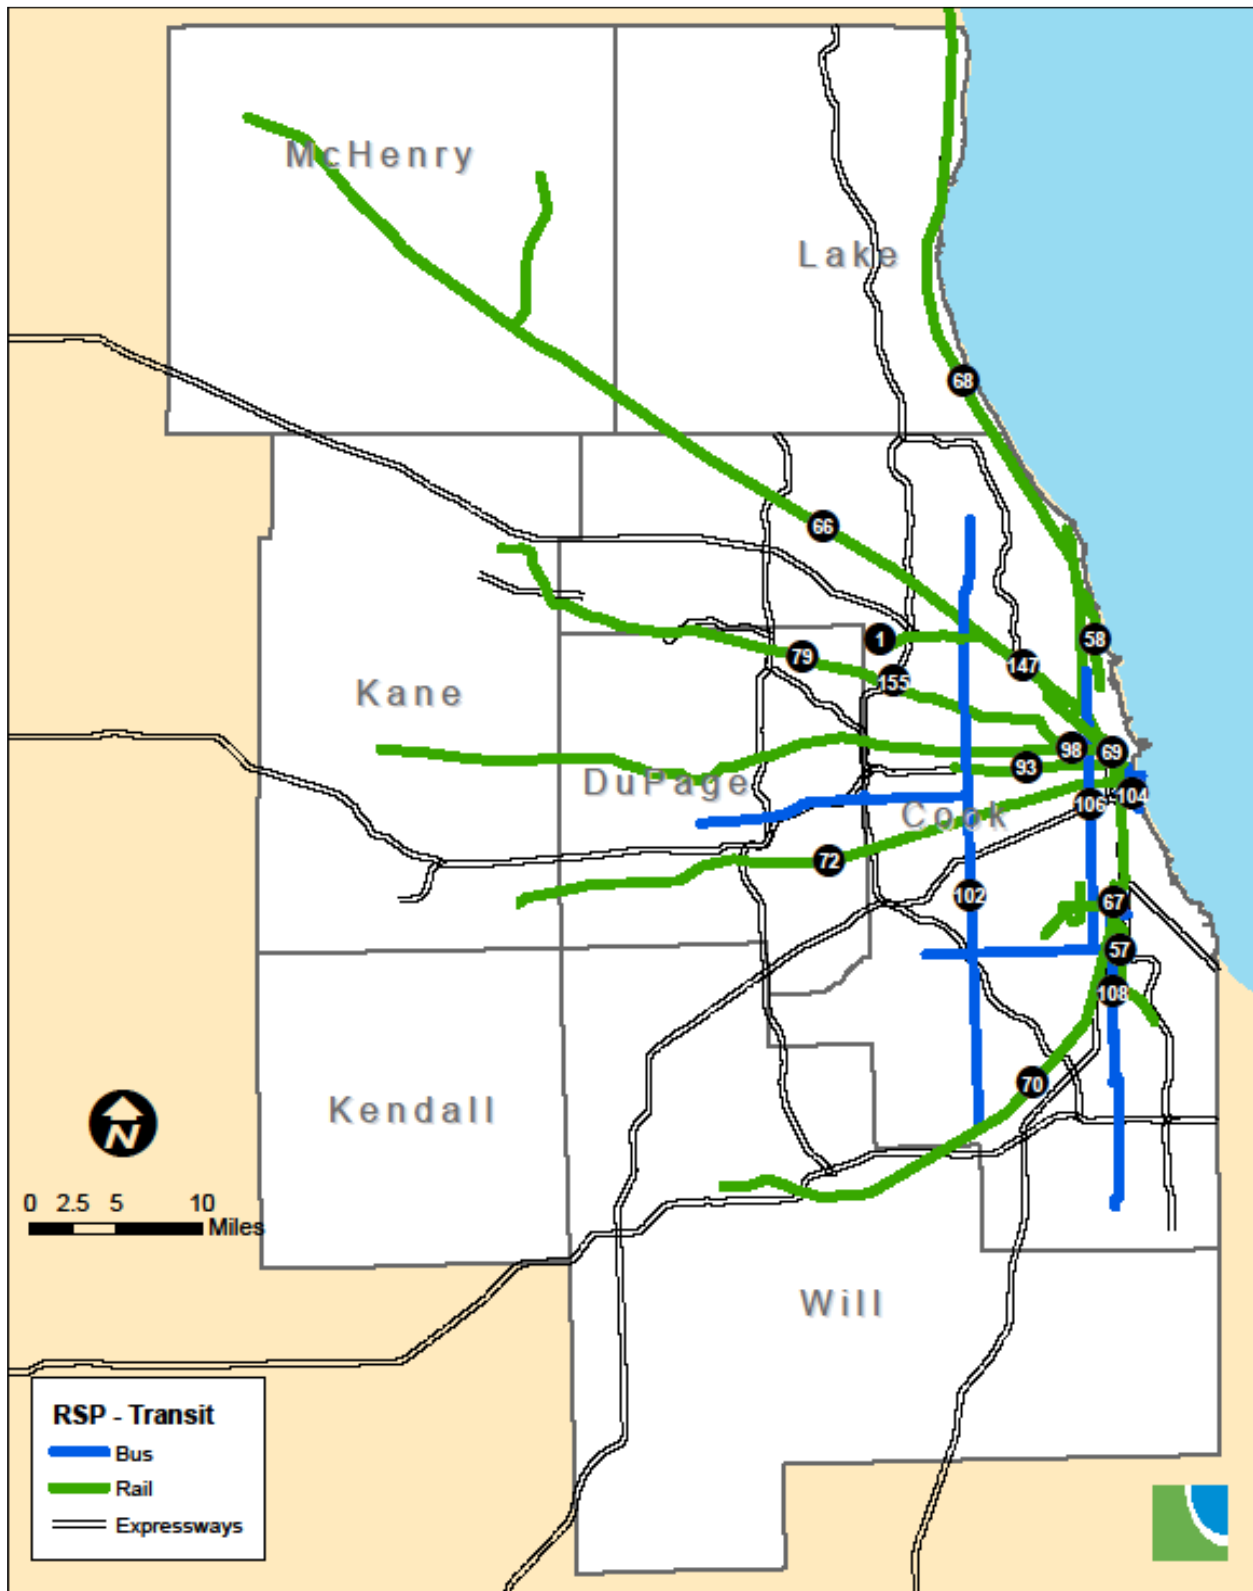 McHenry
Lake
68
66
1
58
79
147
155
Kane
98
69
93
DuPage
104
106
Cook
72
102
67
57
108
70
Kendall
N
0 2.5 5 10
Miles
Will
RSP - Transit
Bus
Rail
Expressways